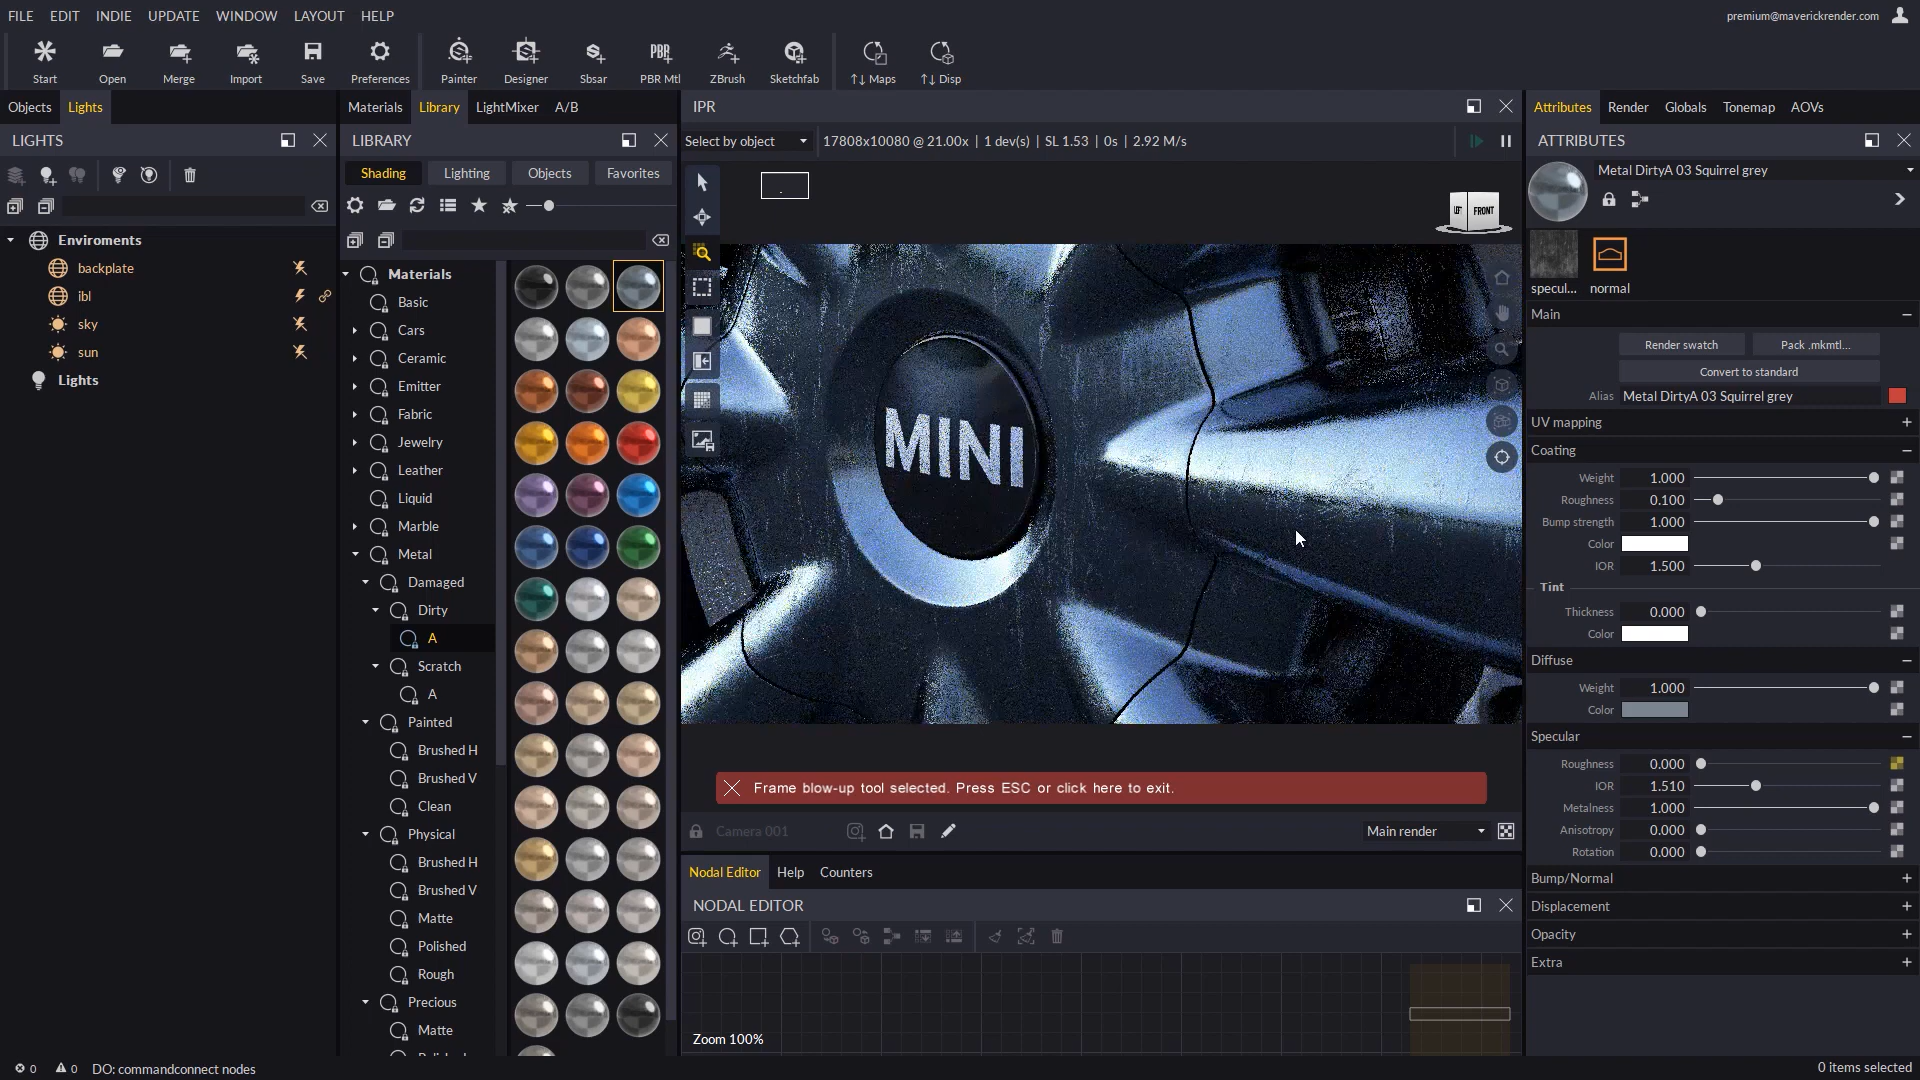 FILE EDIT INDIE UPDATE WINDOW LAYOUT HELP
premium@maverickrender.com
Start Open Merge Import Save Preferences Painter Designer Sbsar PBR Mtl ZBrush Sketchfab ↑↓ Maps ↑↓ Disp
PBR
Objects Lights
LIGHTS
Enviroments
backplate
ibl
sky
sun
Lights
Materials Library LightMixer A/B
LIBRARY
Shading Lighting Objects Favorites
Materials
Basic
Cars
Ceramic
Emitter
Fabric
Jewelry
Leather
Liquid
Marble
Metal
Damaged
Dirty
A
Scratch
A
Painted
Brushed H
Brushed V
Clean
Physical
Brushed H
Brushed V
Matte
Polished
Rough
Precious
Matte
IPR
Select by object
17808x10080 @ 21.00x | 1 dev(s) | SL 1.53 | 0s | 2.92 M/s
FRONT
MINI
Frame blow-up tool selected. Press ESC or click here to exit.
Camera 001
Main render
Nodal Editor Help Counters
NODAL EDITOR
Zoom 100%
Attributes Render Globals Tonemap AOVs
ATTRIBUTES
Metal DirtyA 03 Squirrel grey
specul... normal
Main
Render swatch Pack .mkmtl...
Convert to standard
Alias Metal DirtyA 03 Squirrel grey
UV mapping
Coating
Weight 1.000
Roughness 0.100
Bump strength 1.000
Color
IOR 1.500
Tint
Thickness 0.000
Color
Diffuse
Weight 1.000
Color
Specular
Roughness 0.000
IOR 1.510
Metalness 1.000
Anisotropy 0.000
Rotation 0.000
Bump/Normal
Displacement
Opacity
Extra
0 0 DO: commandconnect nodes
0 items selected